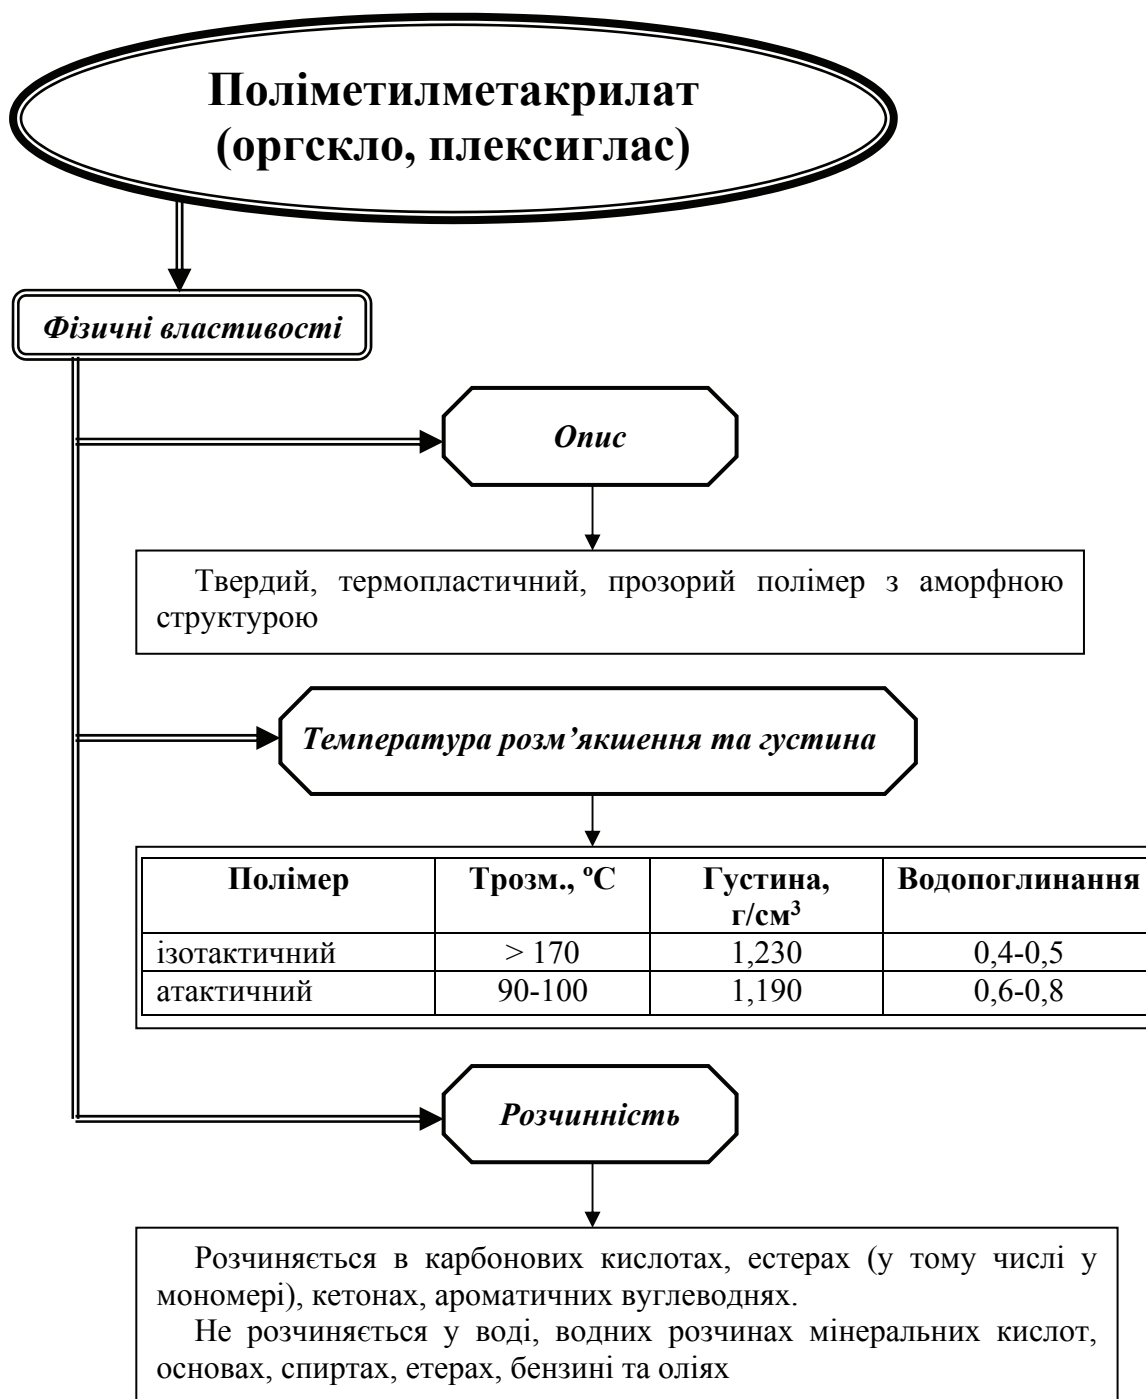 Поліметилметакрилат
(оргскло, плексиглас)
Фізичні властивості
Опис
Твердий, термопластичний, прозорий полімер з аморфною
структурою
Температура розм’якшення та густина
Полімер Трозм., ºС Густина, Водопоглинання
г/см³
ізотактичний > 170 1,230 0,4-0,5
атактичний 90-100 1,190 0,6-0,8
Розчинність
Розчиняється в карбонових кислотах, естерах (у тому числі у
мономері), кетонах, ароматичних вуглеводнях.
Не розчиняється у воді, водних розчинах мінеральних кислот,
основах, спиртах, етерах, бензині та оліях